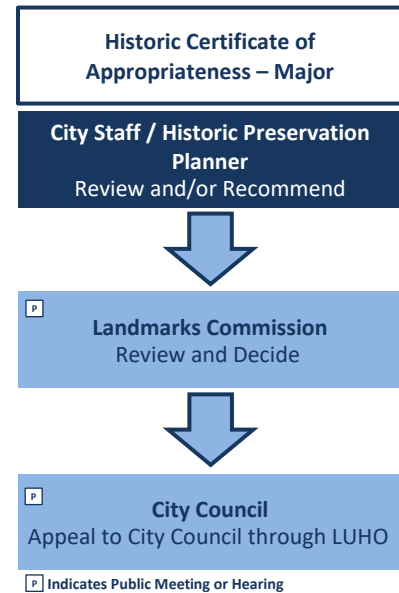 Historic Certificate of
Appropriateness – Major
City Staff / Historic Preservation
Planner
Review and/or Recommend
P
Landmarks Commission
Review and Decide
P
City Council
Appeal to City Council through LUHO
P Indicates Public Meeting or Hearing